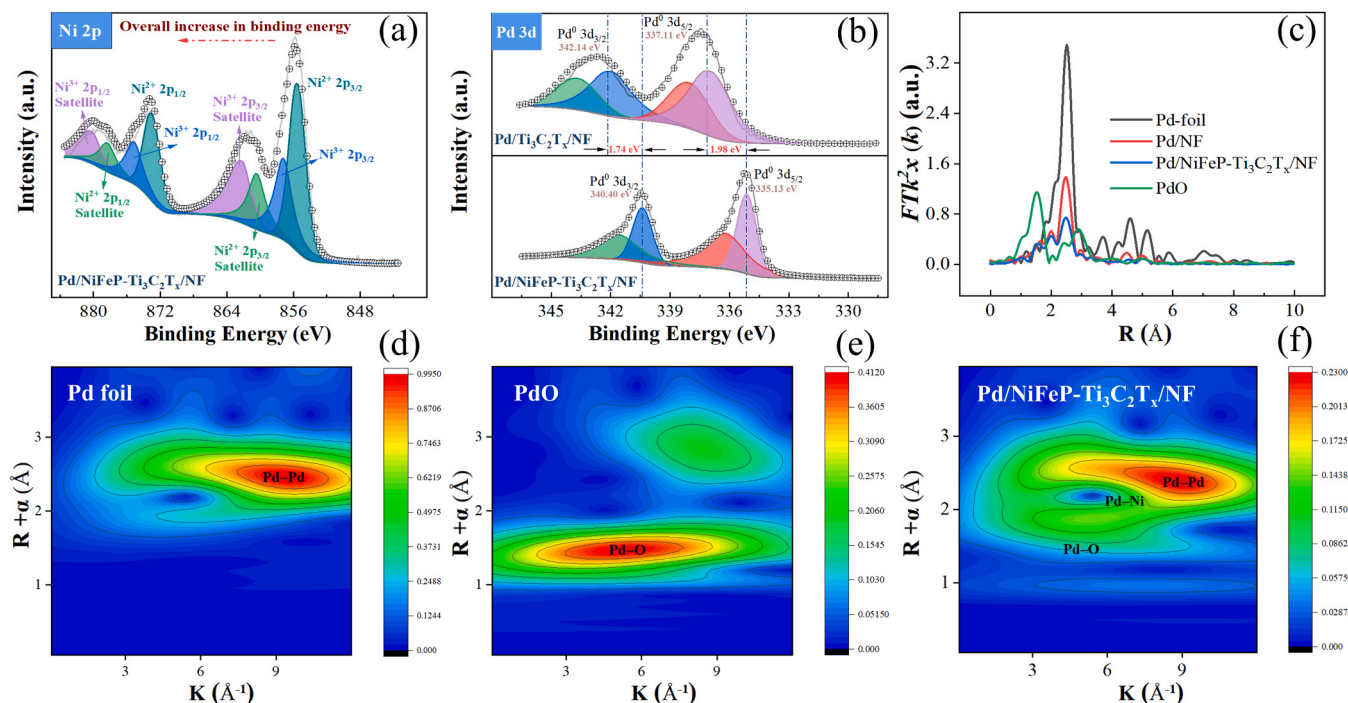 Ni 2p
Overall increase in binding energy
(a)
Ni³⁺ 2p₁/₂
Satellite
Ni²⁺ 2p₁/₂
Ni³⁺ 2p₃/₂
Satellite
Ni²⁺ 2p₃/₂
Ni³⁺ 2p₁/₂
Ni³⁺ 2p₃/₂
Ni²⁺ 2p₁/₂
Satellite
Ni²⁺ 2p₃/₂
Satellite
Pd/NiFeP-Ti₃C₂Tₓ/NF
Intensity (a.u.)
880 872 864 856 848
Binding Energy (eV)
Pd 3d
(b)
Pd⁰ 3d₃/₂
342.14 eV
Pd⁰ 3d₅/₂
337.11 eV
Pd/Ti₃C₂Tₓ/NF
1.74 eV
1.98 eV
Pd⁰ 3d₃/₂
340.40 eV
Pd⁰ 3d₅/₂
335.13 eV
Pd/NiFeP-Ti₃C₂Tₓ/NF
Intensity (a.u.)
345 342 339 336 333 330
Binding Energy (eV)
(c)
FTk²x (k) (a.u.)
3.2
2.4
1.6
0.8
0.0
Pd-foil
Pd/NF
Pd/NiFeP-Ti₃C₂Tₓ/NF
PdO
0 2 4 6 8 10
R (Å)
(d)
Pd foil
Pd–Pd
R +α (Å)
3
2
1
3 6 9
K (Å⁻¹)
0.9950
0.8706
0.7463
0.6219
0.4975
0.3731
0.2488
0.1244
0.000
(e)
PdO
Pd–O
R +α (Å)
3
2
1
3 6 9
K (Å⁻¹)
0.4120
0.3605
0.3090
0.2575
0.2060
0.1545
0.1030
0.05150
0.000
(f)
Pd/NiFeP-Ti₃C₂Tₓ/NF
Pd–Pd
Pd–Ni
Pd–O
R +α (Å)
3
2
1
3 6 9
K (Å⁻¹)
0.2300
0.2013
0.1725
0.1438
0.1150
0.0863
0.0575
0.0287
0.000